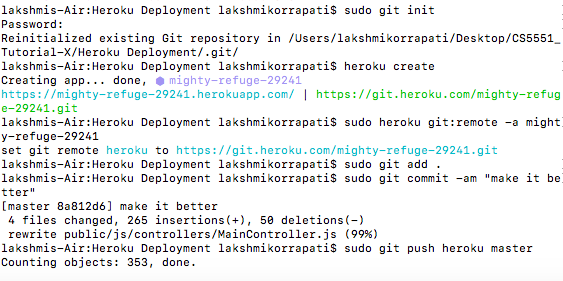 lakshmis-Air:Heroku Deployment lakshmikorrapati$ sudo git init
Password:
Reinitialized existing Git repository in /Users/lakshmikorrapati/Desktop/CS5551_
Tutorial-X/Heroku Deployment/.git/
lakshmis-Air:Heroku Deployment lakshmikorrapati$ heroku create
Creating app... done, ⬢ mighty-refuge-29241
https://mighty-refuge-29241.herokuapp.com/ | https://git.heroku.com/mighty-refug
e-29241.git
lakshmis-Air:Heroku Deployment lakshmikorrapati$ sudo heroku git:remote -a might
y-refuge-29241
set git remote heroku to https://git.heroku.com/mighty-refuge-29241.git
lakshmis-Air:Heroku Deployment lakshmikorrapati$ sudo git add .
lakshmis-Air:Heroku Deployment lakshmikorrapati$ sudo git commit -am "make it be
tter"
[master 8a812d6] make it better
 4 files changed, 265 insertions(+), 50 deletions(-)
 rewrite public/js/controllers/MainController.js (99%)
lakshmis-Air:Heroku Deployment lakshmikorrapati$ sudo git push heroku master
Counting objects: 353, done.